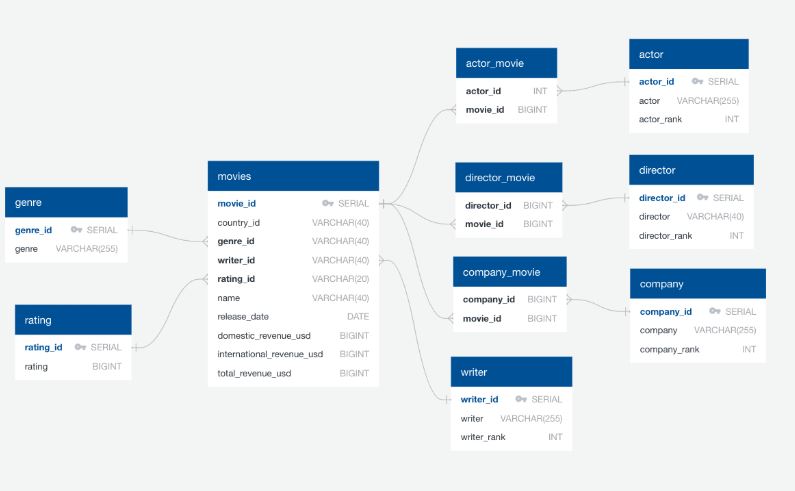 genre
genre_id SERIAL
genre VARCHAR(255)
rating
rating_id SERIAL
rating BIGINT
movies
movie_id SERIAL
country_id VARCHAR(40)
genre_id VARCHAR(40)
writer_id VARCHAR(40)
rating_id VARCHAR(20)
name VARCHAR(40)
release_date DATE
domestic_revenue_usd BIGINT
international_revenue_usd BIGINT
total_revenue_usd BIGINT
actor_movie
actor_id INT
movie_id BIGINT
director_movie
director_id BIGINT
movie_id BIGINT
company_movie
company_id BIGINT
movie_id BIGINT
writer
writer_id SERIAL
writer VARCHAR(255)
writer_rank INT
actor
actor_id SERIAL
actor VARCHAR(255)
actor_rank INT
director
director_id SERIAL
director VARCHAR(40)
director_rank INT
company
company_id SERIAL
company VARCHAR(255)
company_rank INT